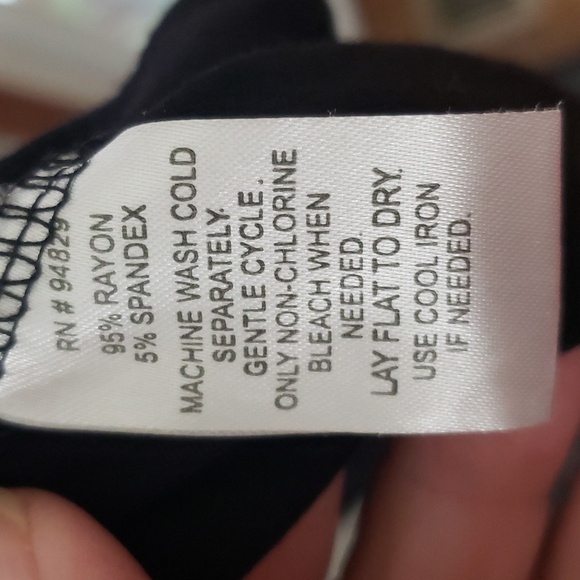 RN # 94829
95% RAYON
5% SPANDEX
MACHINE WASH COLD
SEPARATELY.
GENTLE CYCLE.
ONLY NON-CHLORINE
BLEACH WHEN
NEEDED.
LAY FLAT TO DRY.
USE COOL IRON
IF NEEDED.